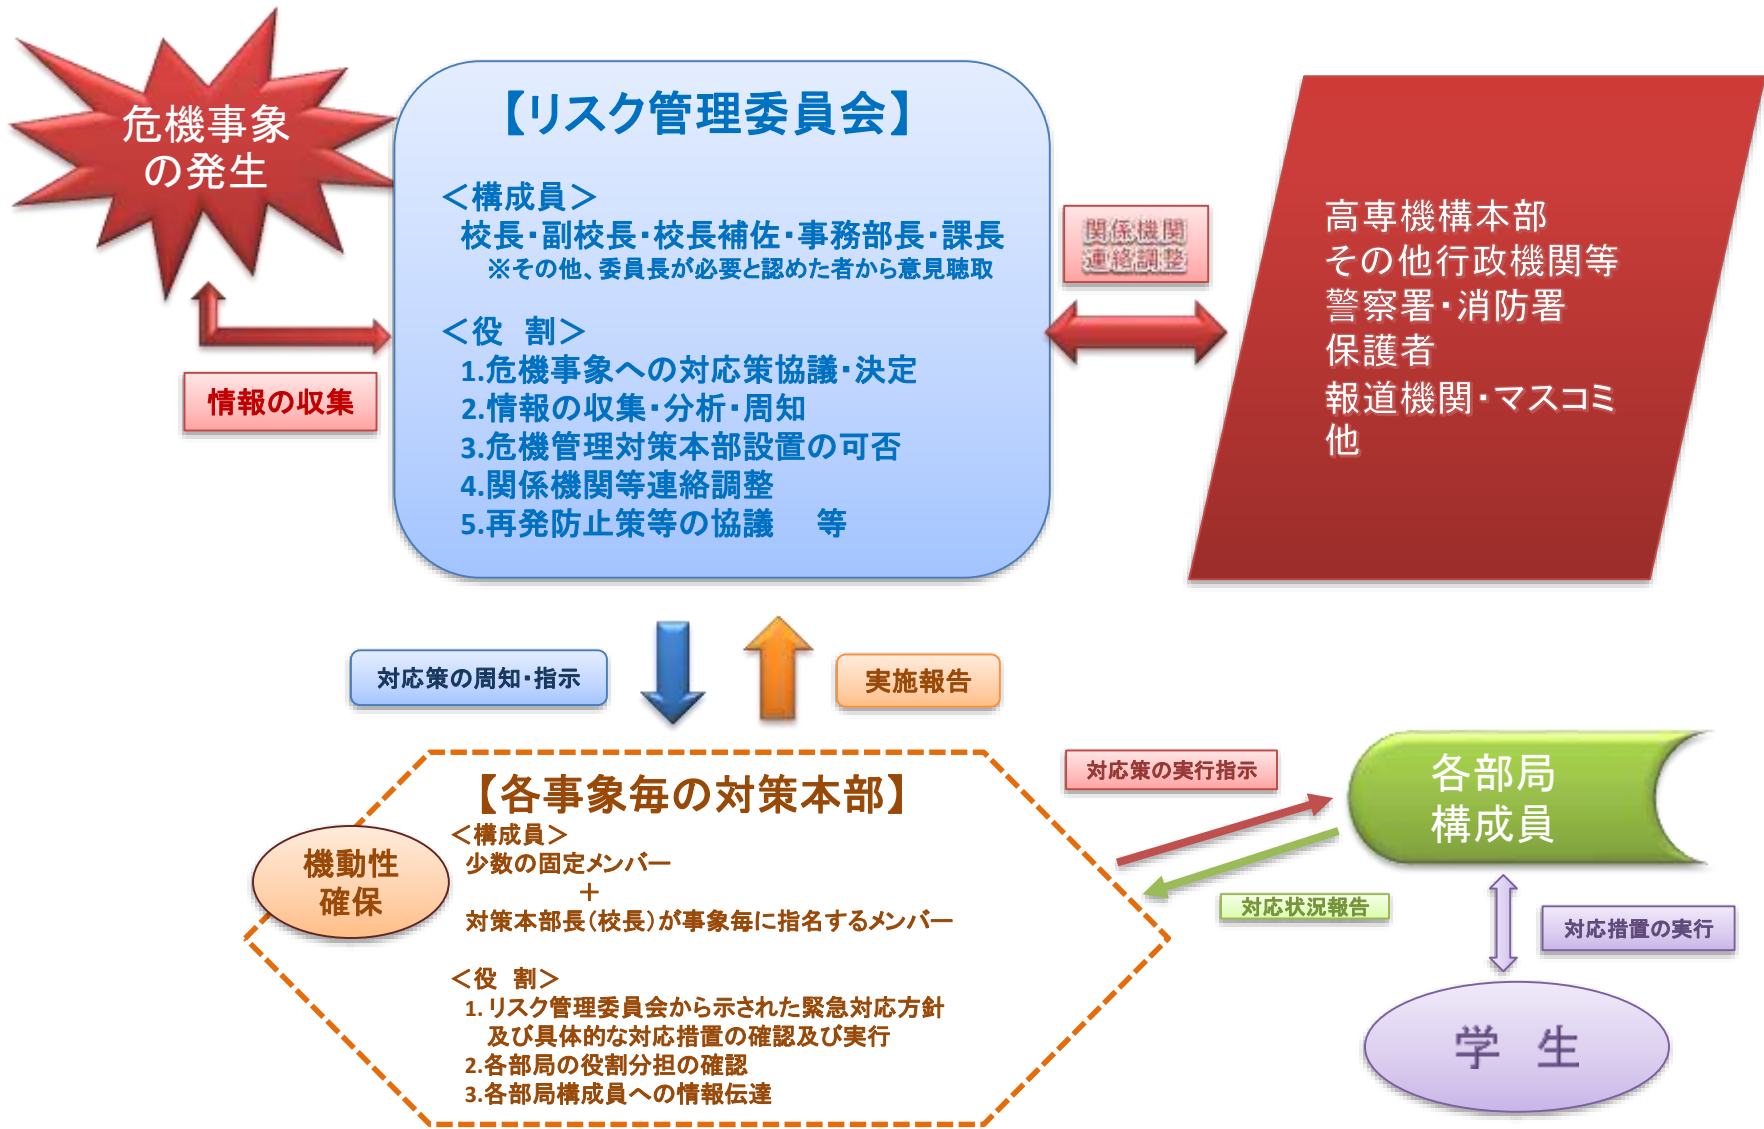 危機事象
の発生
【リスク管理委員会】
＜構成員＞
校長・副校長・校長補佐・事務部長・課長
※その他、委員長が必要と認めた者から意見聴取
＜役　割＞
1.危機事象への対応策協議・決定
2.情報の収集・分析・周知
3.危機管理対策本部設置の可否
4.関係機関等連絡調整
5.再発防止策等の協議　等
情報の収集
関係機関
連絡調整
高専機構本部
その他行政機関等
警察署・消防署
保護者
報道機関・マスコミ
他
対応策の周知・指示
実施報告
【各事象毎の対策本部】
＜構成員＞
少数の固定メンバー
＋
対策本部長（校長）が事象毎に指名するメンバー
＜役　割＞
1. リスク管理委員会から示された緊急対応方針
及び具体的な対応措置の確認及び実行
2.各部局の役割分担の確認
3.各部局構成員への情報伝達
機動性
確保
対応策の実行指示
対応状況報告
各部局
構成員
対応措置の実行
学　生